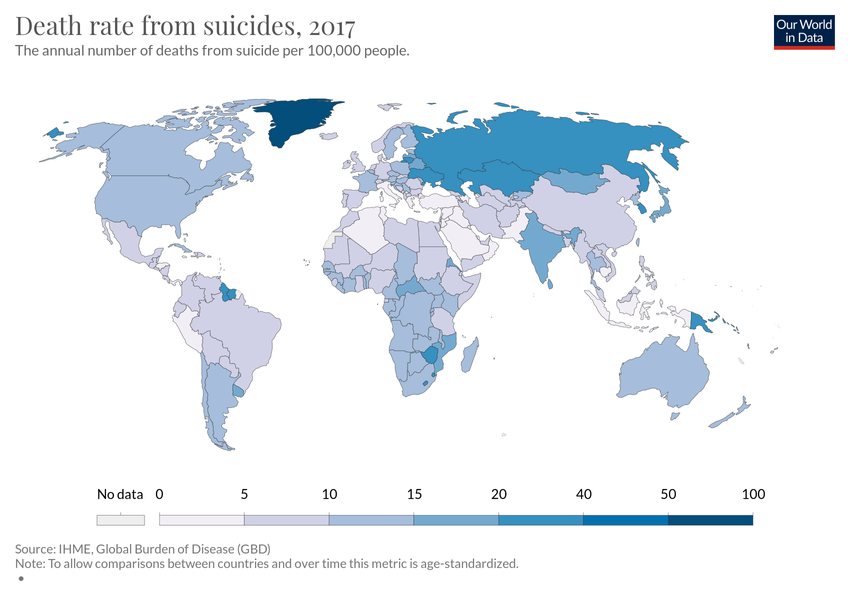 Death rate from suicides, 2017
The annual number of deaths from suicide per 100,000 people.
Our World
in Data
No data 0 5 10 15 20 40 50 100
Source: IHME, Global Burden of Disease (GBD)
Note: To allow comparisons between countries and over time this metric is age-standardized.